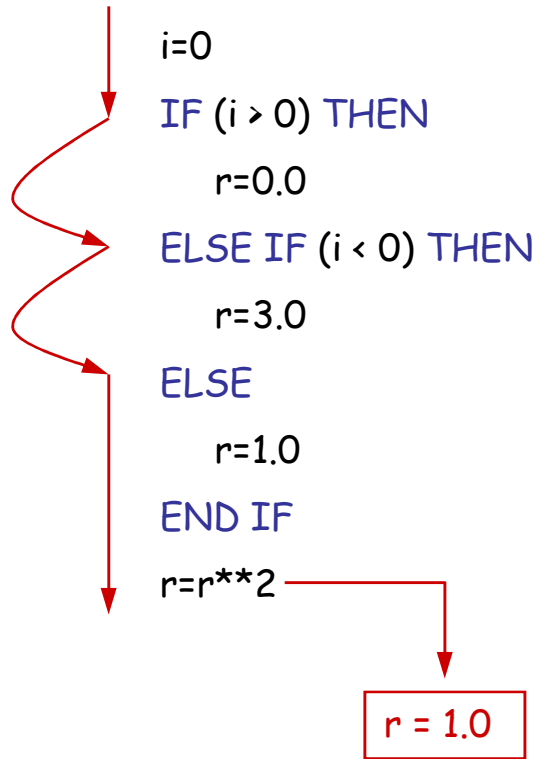 i=0
IF (i > 0) THEN
r=0.0
ELSE IF (i < 0) THEN
r=3.0
ELSE
r=1.0
END IF
r=r**2
r = 1.0